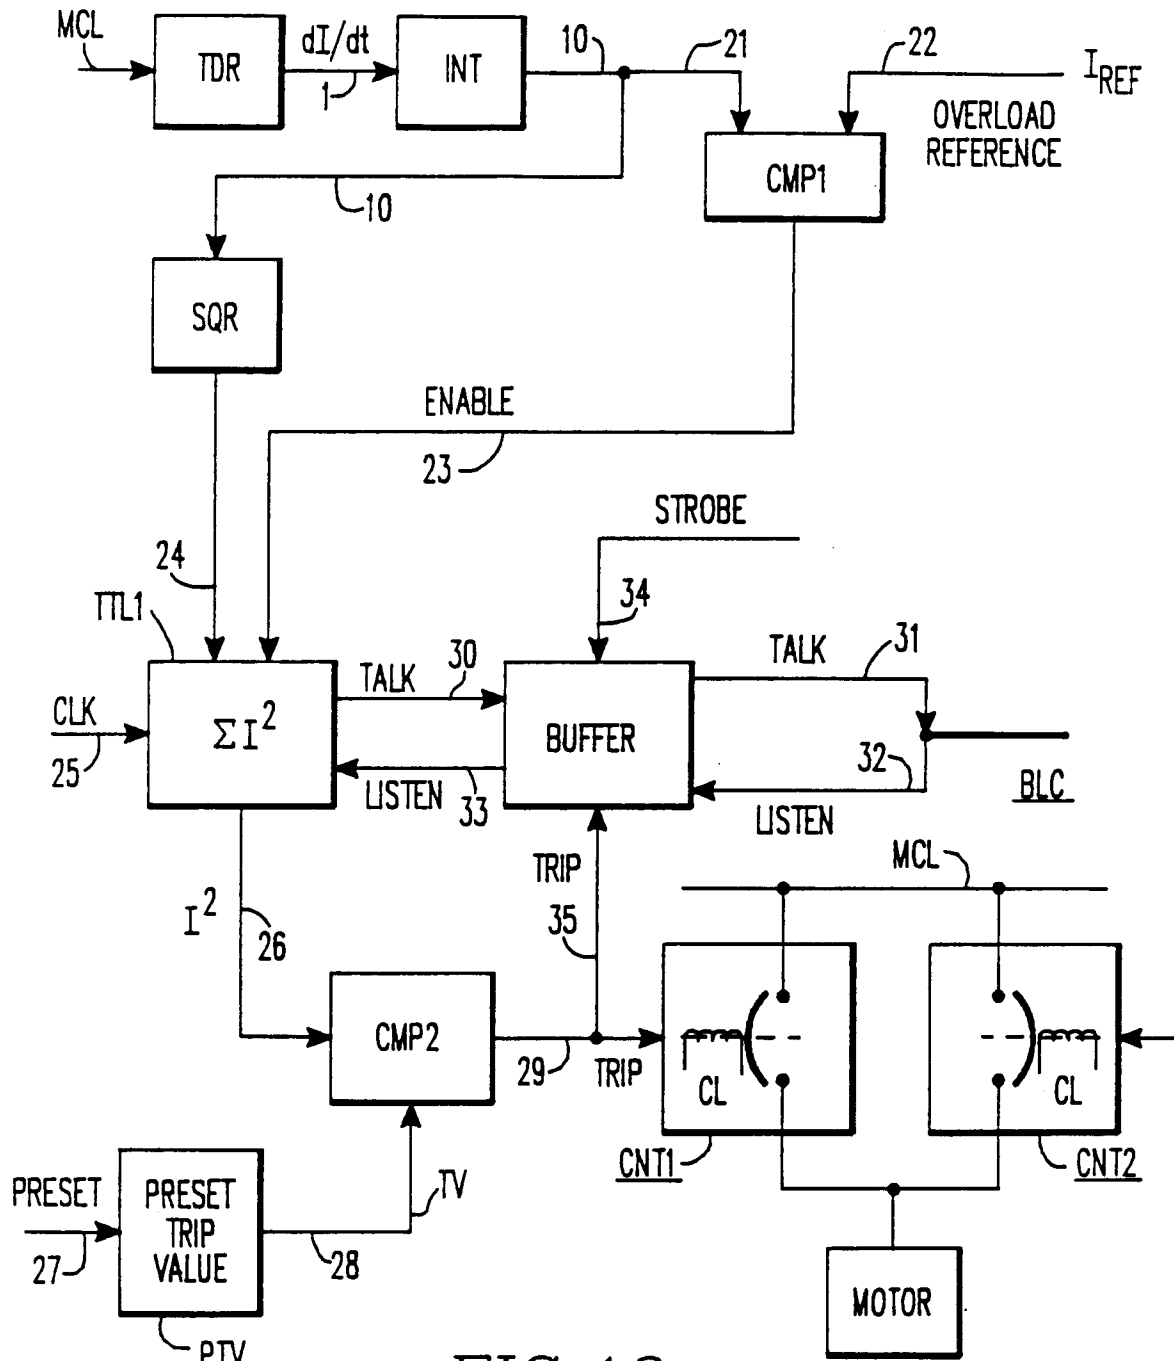 MCL
TDR
dI/dt
1
INT
10
21
22
IREF
OVERLOAD
REFERENCE
CMP1
10
SQR
ENABLE
23
STROBE
24
34
TTL1
TALK
30
TALK
31
CLK
25
ΣI²
BUFFER
LISTEN
33
32
LISTEN
BLC
TRIP
35
MCL
I²
26
CMP2
29
TRIP
CL
CL
CNT1
CNT2
PRESET
27
PRESET
TRIP
VALUE
28
TV
MOTOR
PTV